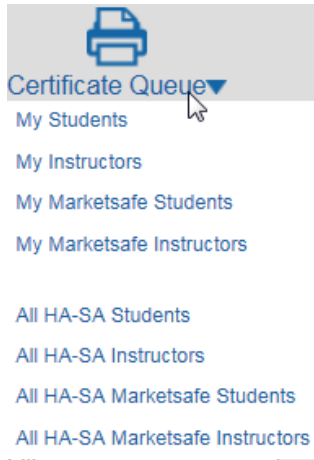 Certificate Queue
My Students
My Instructors
My Marketsafe Students
My Marketsafe Instructors
All HA-SA Students
All HA-SA Instructors
All HA-SA Marketsafe Students
All HA-SA Marketsafe Instructors